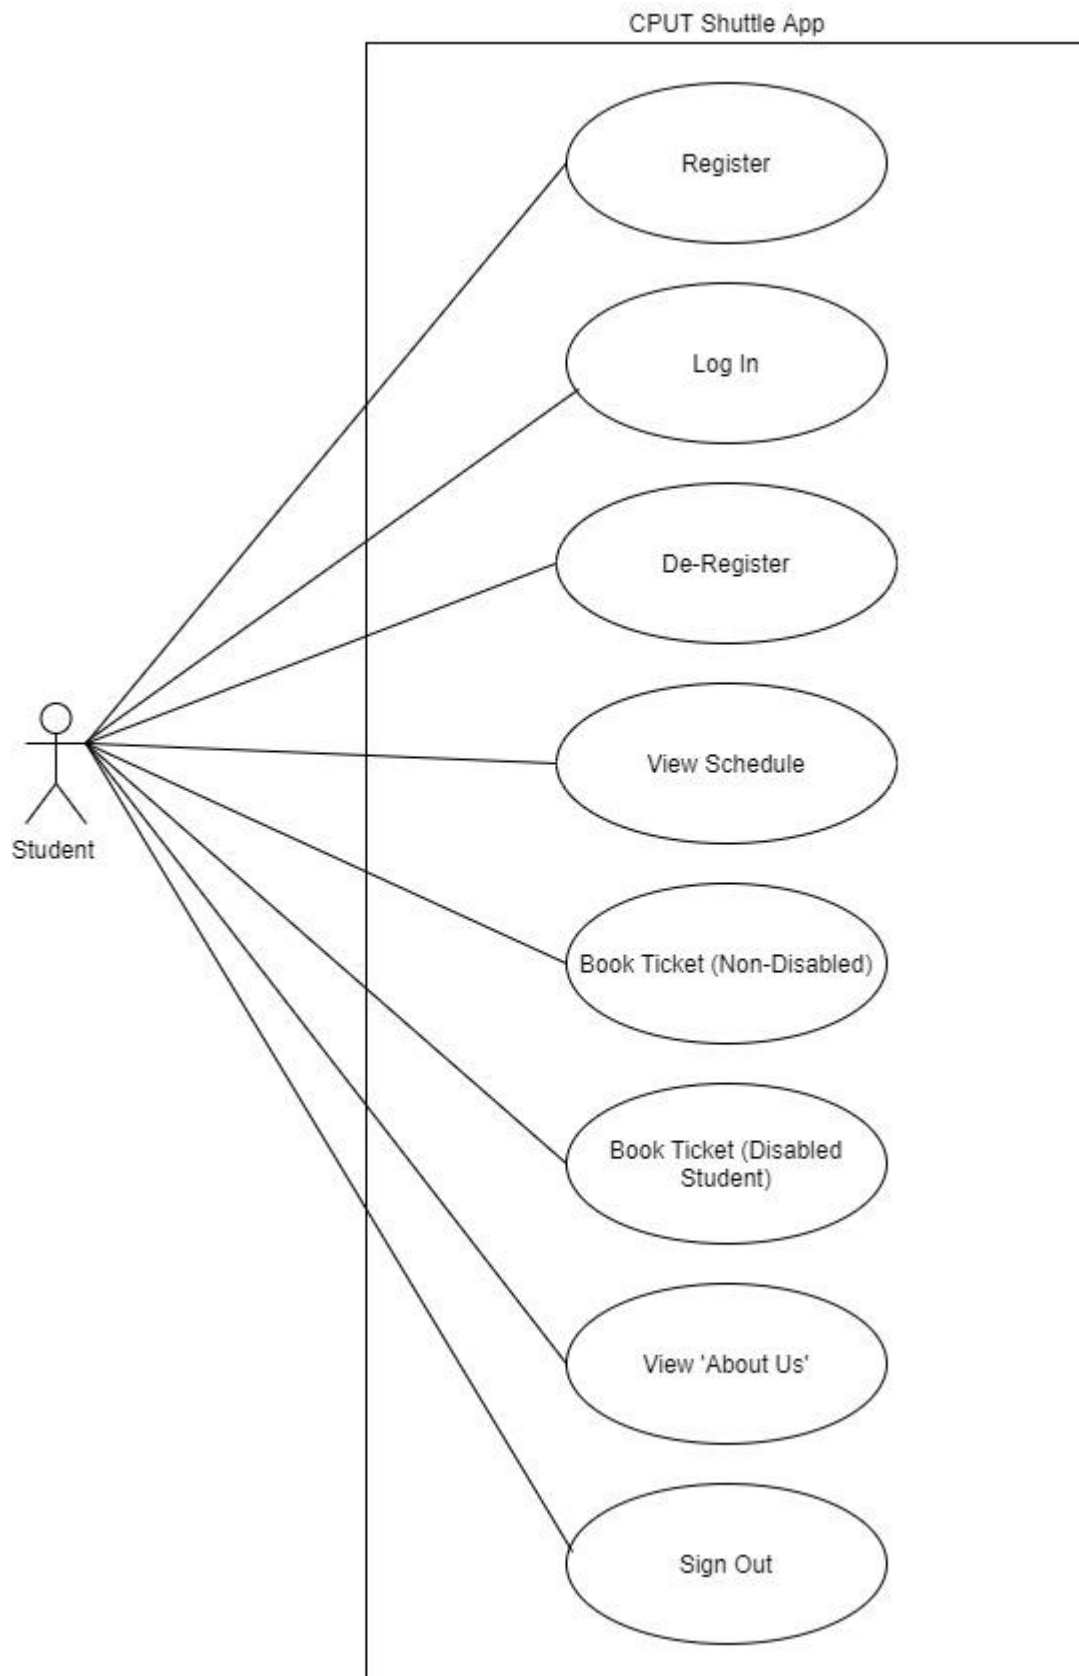 CPUT Shuttle App
Register
Log In
De-Register
View Schedule
Student
Book Ticket (Non-Disabled)
Book Ticket (Disabled
Student)
View 'About Us'
Sign Out